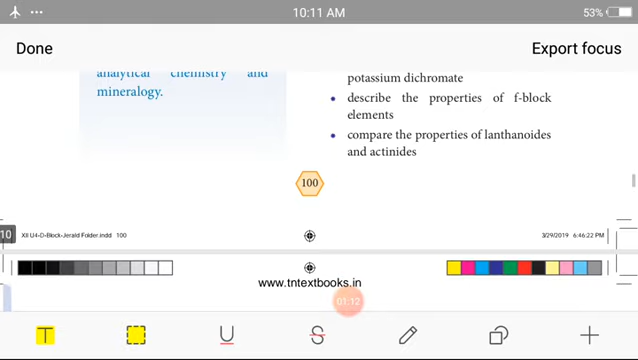 10:11 AM
53%
Done
Export focus
analytical chemistry and
mineralogy.
potassium dichromate
• describe the properties of f-block
elements
• compare the properties of lanthanoides
and actinides
100
10
XII U4-D-Block-Jerald Folder.indd 100
3/29/2019 6:46:22 PM
www.tntextbooks.in
01:12
T
U
S